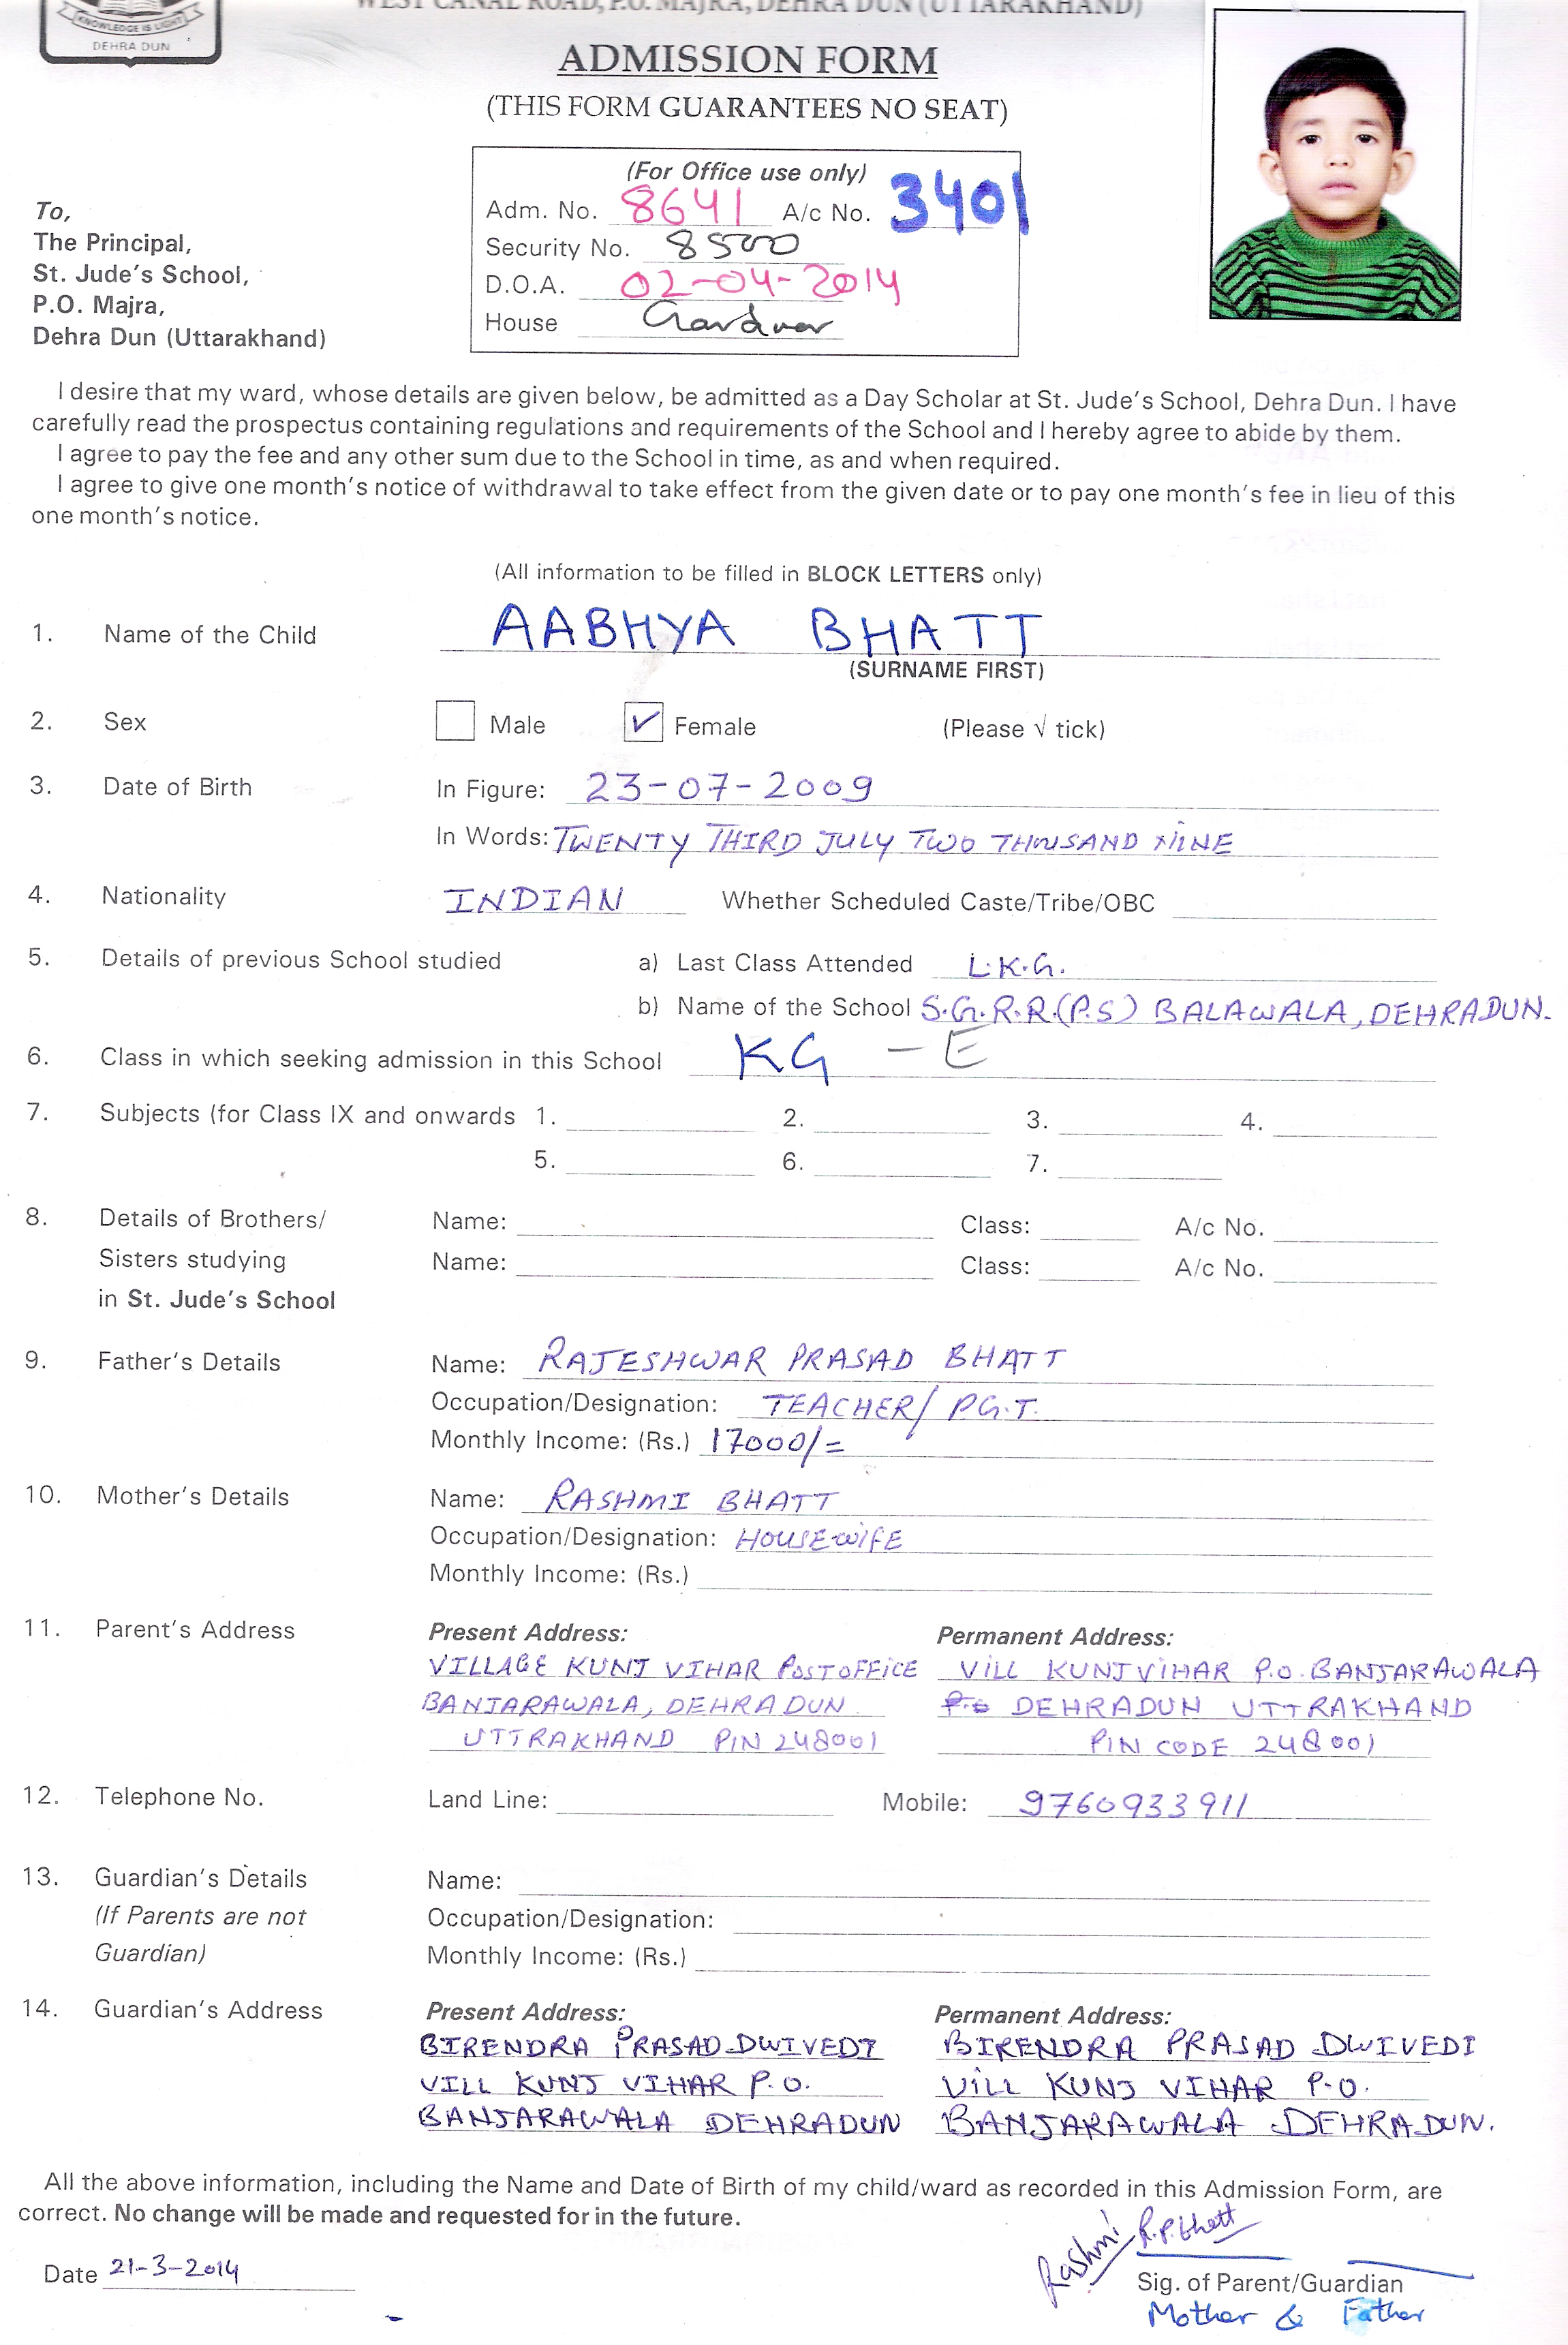 WEST CANAL ROAD, P.O. MAJRA, DEHRA DUN (UTTARAKHAND)
KNOWLEDGE IS LIGHT
DEHRA DUN
ADMISSION FORM
(THIS FORM GUARANTEES NO SEAT)
(For Office use only)
Adm. No. 8641 A/c No. 3401
Security No. 8500
D.O.A. 02-04-2014
House Gardner
To,
The Principal,
St. Jude's School,
P.O. Majra,
Dehra Dun (Uttarakhand)
I desire that my ward, whose details are given below, be admitted as a Day Scholar at St. Jude's School, Dehra Dun. I have
carefully read the prospectus containing regulations and requirements of the School and I hereby agree to abide by them.
I agree to pay the fee and any other sum due to the School in time, as and when required.
I agree to give one month's notice of withdrawal to take effect from the given date or to pay one month's fee in lieu of this
one month's notice.
(All information to be filled in BLOCK LETTERS only)
1. Name of the Child AABHYA BHATT
(SURNAME FIRST)
2. Sex Male ✓ Female (Please √ tick)
3. Date of Birth In Figure: 23-07-2009
In Words: TWENTY THIRD JULY TWO THOUSAND NINE
4. Nationality INDIAN Whether Scheduled Caste/Tribe/OBC
5. Details of previous School studied a) Last Class Attended L.K.G.
b) Name of the School S.G.R.R.(P.S) BALAWALA, DEHRADUN.
6. Class in which seeking admission in this School KG - E
7. Subjects (for Class IX and onwards 1. 2. 3. 4.
5. 6. 7.
8. Details of Brothers/ Name: Class: A/c No.
Sisters studying Name: Class: A/c No.
in St. Jude's School
9. Father's Details Name: RAJESHWAR PRASAD BHATT
Occupation/Designation: TEACHER/ P.G.T.
Monthly Income: (Rs.) 17000/=
10. Mother's Details Name: RASHMI BHATT
Occupation/Designation: HOUSE-WIFE
Monthly Income: (Rs.)
11. Parent's Address Present Address: Permanent Address:
VILLAGE KUNJ VIHAR POST OFFICE VILL KUNJ VIHAR P.O. BANJARAWALA
BANJARAWALA, DEHRADUN P.O DEHRADUN UTTRAKHAND
UTTRAKHAND PIN 248001 PIN CODE 248001
12. Telephone No. Land Line: Mobile: 9760933911
13. Guardian's Details Name:
(If Parents are not Occupation/Designation:
Guardian) Monthly Income: (Rs.)
14. Guardian's Address Present Address: Permanent Address:
BIRENDRA PRASAD DWIVEDI BIRENDRA PRASAD DWIVEDI
VILL KUNJ VIHAR P.O. VILL KUNJ VIHAR P.O.
BANJARAWALA DEHRADUN BANJARAWALA DEHRADUN.
All the above information, including the Name and Date of Birth of my child/ward as recorded in this Admission Form, are
correct. No change will be made and requested for in the future.
Rashmi R.P.Bhatt
Date 21-3-2014
Sig. of Parent/Guardian
Mother & Father